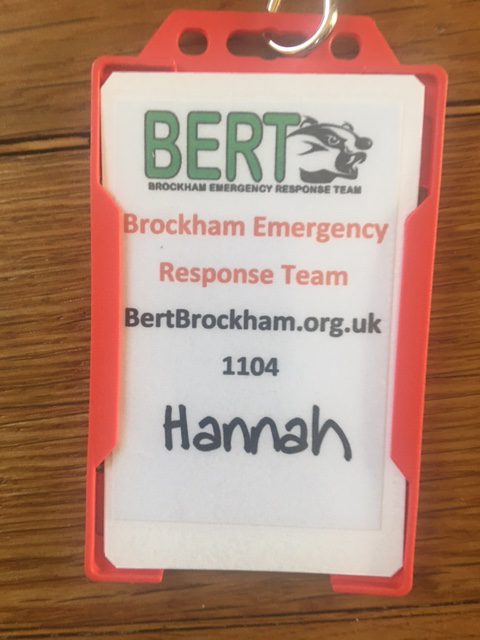 BERT
BROCKHAM EMERGENCY RESPONSE TEAM
Brockham Emergency
Response Team
BertBrockham.org.uk
1104
Hannah